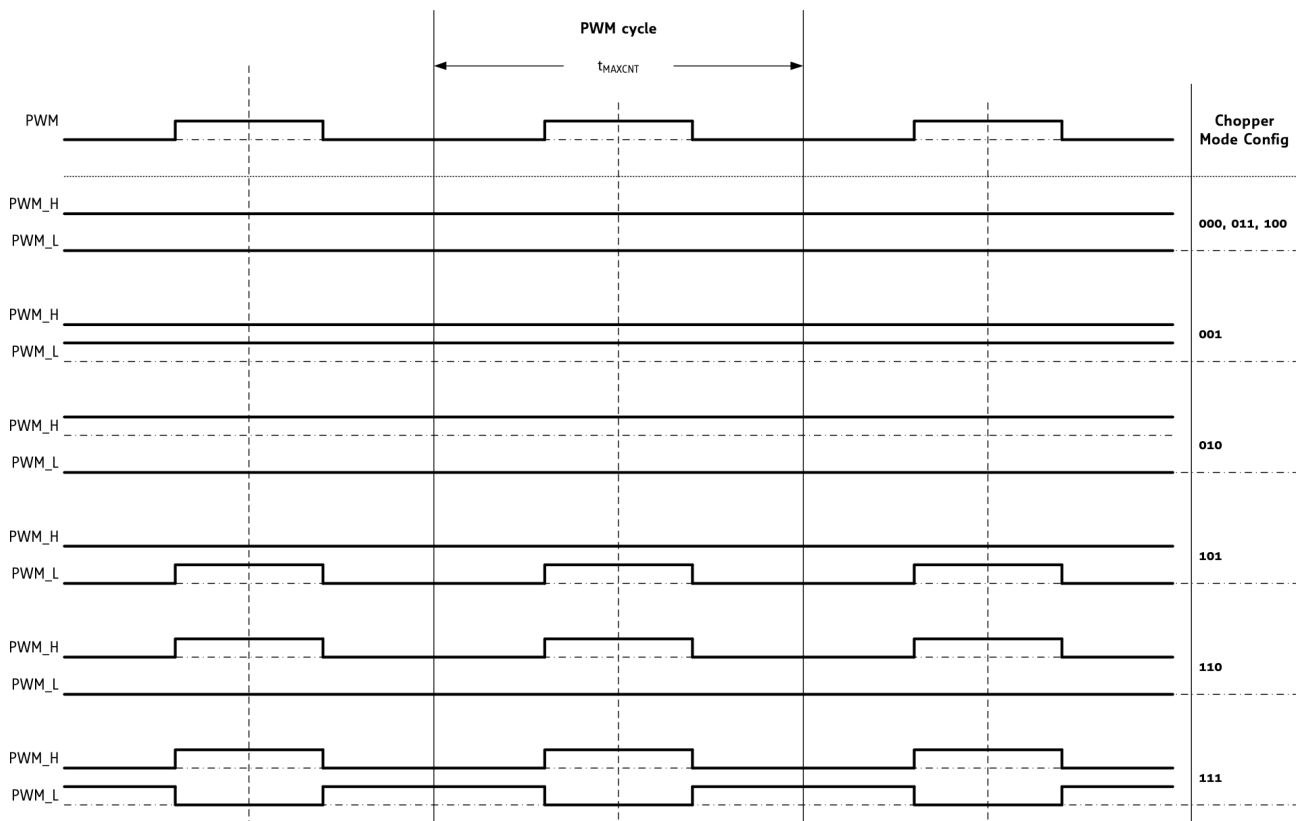 PWM cycle
tMAXCNT
PWM
Chopper
Mode Config
PWM_H
000, 011, 100
PWM_L
PWM_H
001
PWM_L
PWM_H
010
PWM_L
PWM_H
101
PWM_L
PWM_H
110
PWM_L
PWM_H
111
PWM_L